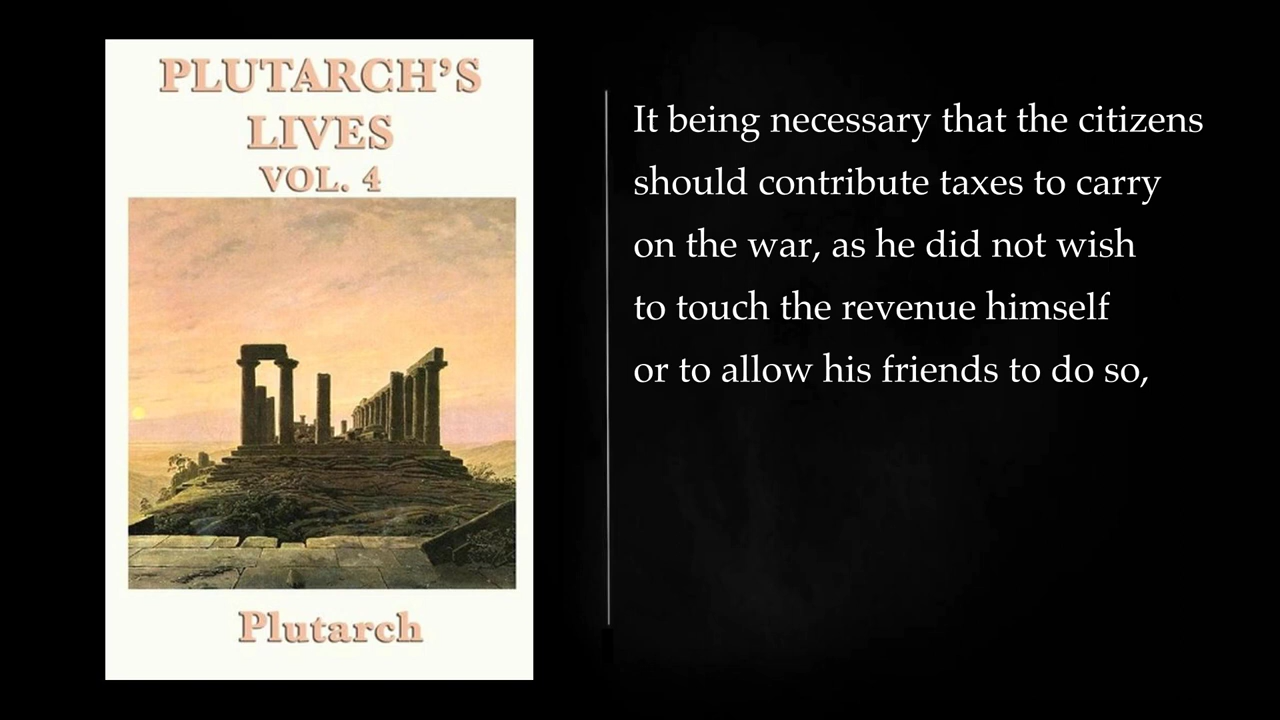 PLUTARCH'S
LIVES
VOL. 4
Plutarch
It being necessary that the citizens
should contribute taxes to carry
on the war, as he did not wish
to touch the revenue himself
or to allow his friends to do so,